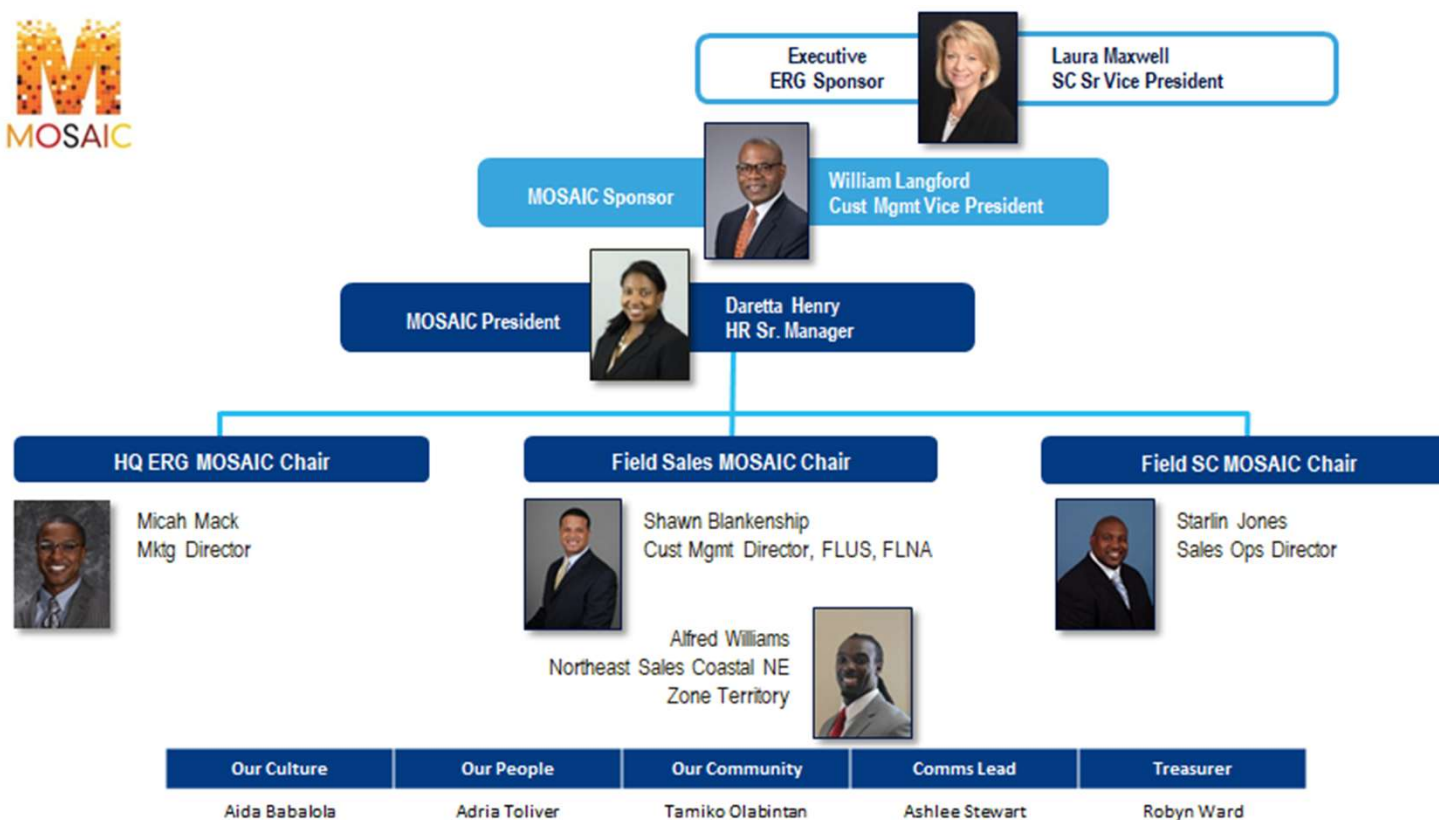 M
MOSAIC
Executive
ERG Sponsor
Laura Maxwell
SC Sr Vice President
MOSAIC Sponsor
William Langford
Cust Mgmt Vice President
MOSAIC President
Daretta Henry
HR Sr. Manager
HQ ERG MOSAIC Chair
Micah Mack
Mktg Director
Field Sales MOSAIC Chair
Shawn Blankenship
Cust Mgmt Director, FLUS, FLNA
Alfred Williams
Northeast Sales Coastal NE
Zone Territory
Field SC MOSAIC Chair
Starlin Jones
Sales Ops Director
Our Culture Our People Our Community Comms Lead Treasurer
Aida Babalola Adria Toliver Tamiko Olabintan Ashlee Stewart Robyn Ward